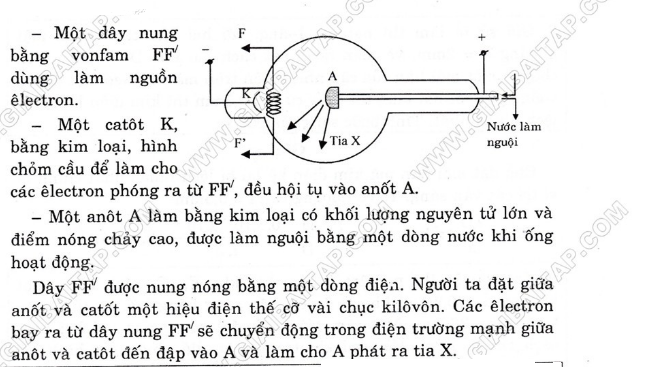 – Một dây nung
bằng vonfam FF/
dùng làm nguồn
êlectron.
– Một catôt K,
bằng kim loại, hình
chỏm cầu để làm cho
các êlectron phóng ra từ FF/, đều hội tụ vào anốt A.
F
–
K
F'
A
Tia X
+
Nước làm
nguội
– Một anôt A làm bằng kim loại có khối lượng nguyên tử lớn và
điểm nóng chảy cao, được làm nguội bằng một dòng nước khi ống
hoạt động.
Dây FF/ được nung nóng bằng một dòng điện. Người ta đặt giữa
anốt và catốt một hiệu điện thế cỡ vài chục kilôvôn. Các êlectron
bay ra từ dây nung FF/ sẽ chuyển động trong điện trường mạnh giữa
anôt và catôt đến đập vào A và làm cho A phát ra tia X.
WWW.GIAIBAITAP.COM